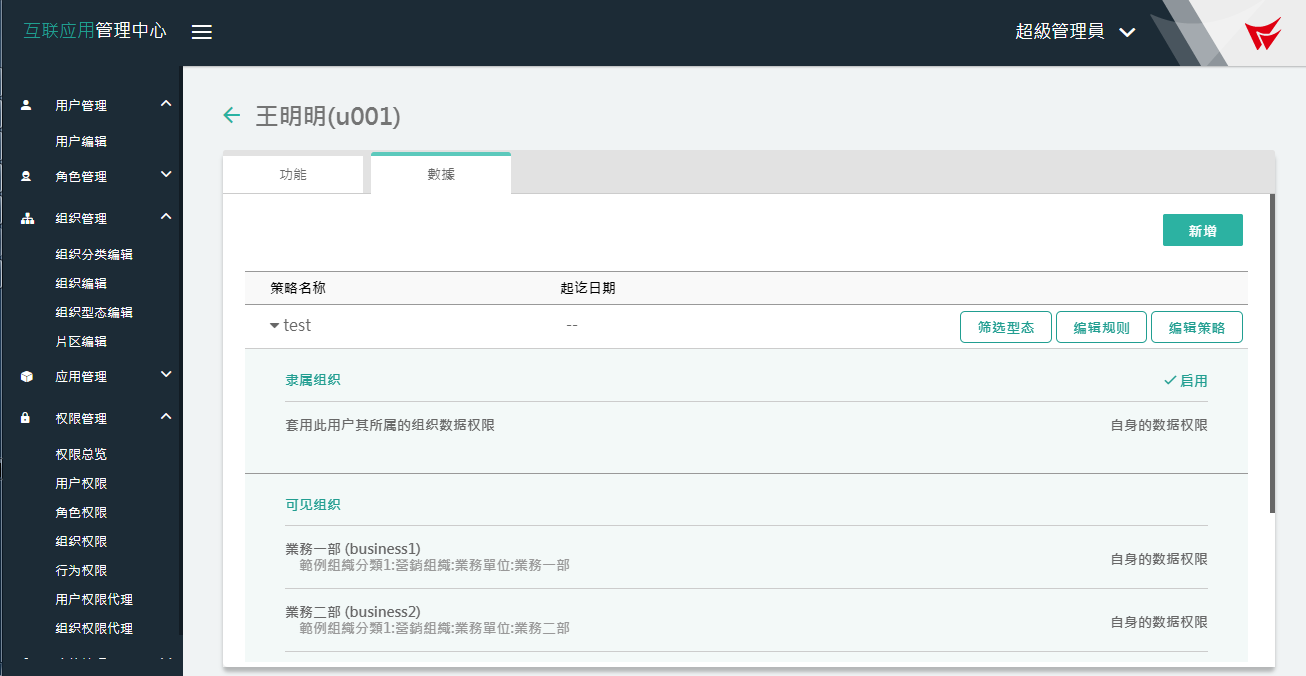 互联应用管理中心
超級管理員
用户管理
用户编辑
角色管理
组织管理
组织分类编辑
组织编辑
组织型态编辑
片区编辑
应用管理
权限管理
权限总览
用户权限
角色权限
组织权限
行为权限
用户权限代理
组织权限代理
王明明(u001)
功能 數據
新增
策略名称 起讫日期
test -- 筛选型态 编辑规则 编辑策略
隶属组织 启用
套用此用户其所属的组织数据权限 自身的数据权限
可见组织
業務一部 (business1) 自身的数据权限
範例組織分類1:營銷組織:業務單位:業務一部
業務二部 (business2) 自身的数据权限
範例組織分類1:營銷組織:業務單位:業務二部